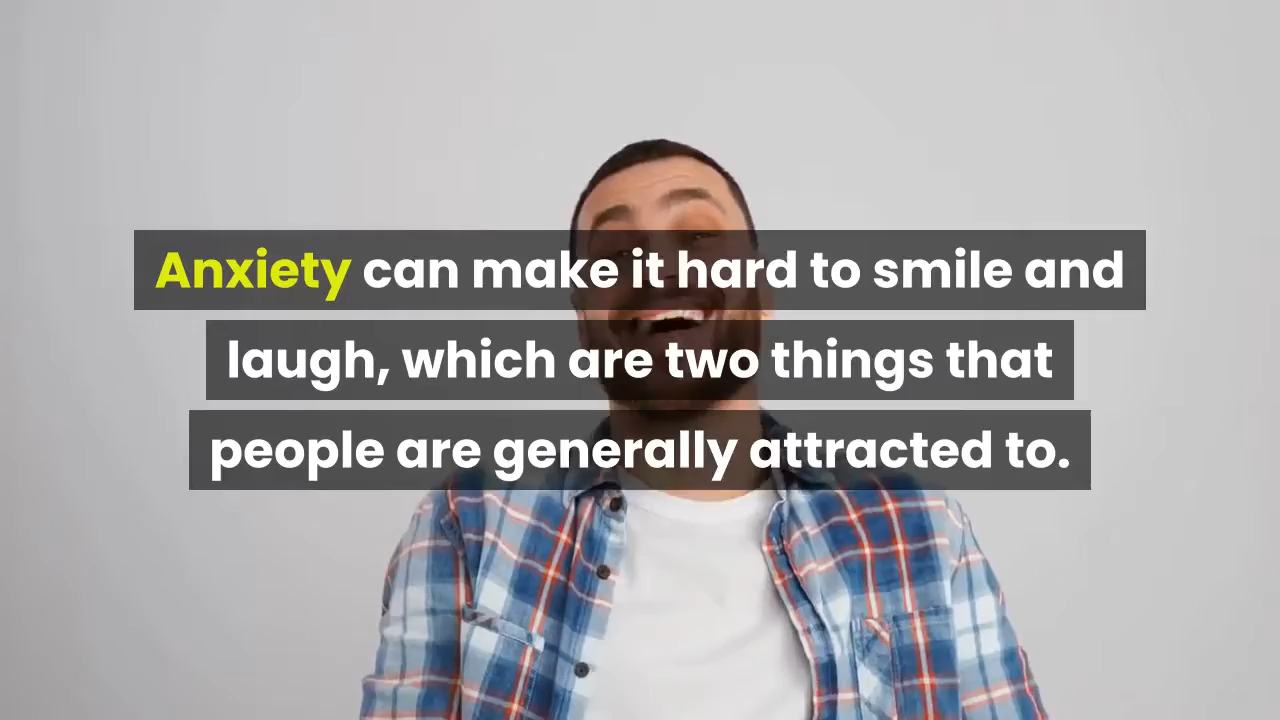 Anxiety can make it hard to smile and
laugh, which are two things that
people are generally attracted to.